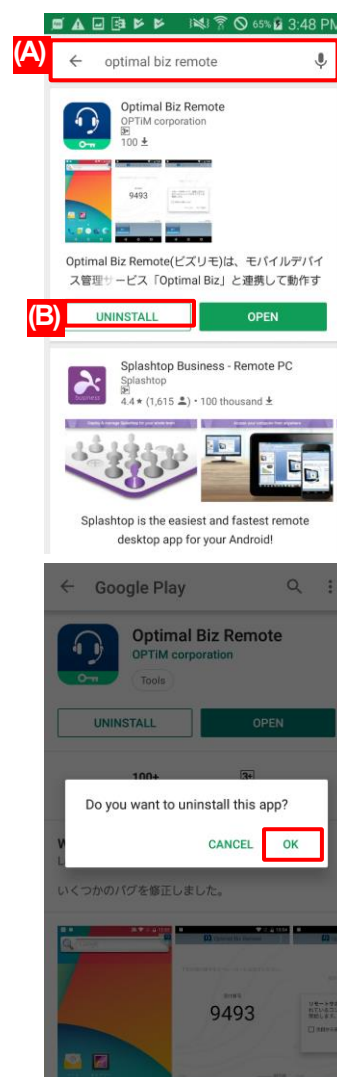 65% 3:48 PM
(A)
optimal biz remote
Optimal Biz Remote
OPTiM corporation
3+
100
9493
Optimal Biz Remote(ビズリモ)は、モバイルデバイ
ス管理サービス「Optimal Biz」と連携して動作す
(B)
UNINSTALL OPEN
Splashtop Business - Remote PC
business
Splashtop
3+
4.4★ (1,615 ) • 100 thousand
Splashtop is the easiest and fastest remote
desktop app for your Android!
Google Play
Optimal Biz Remote
OPTiM corporation
Tools
UNINSTALL OPEN
100+ 3+
Do you want to uninstall this app?
CANCEL OK
W
L
いくつかのバグを修正しました。
9493